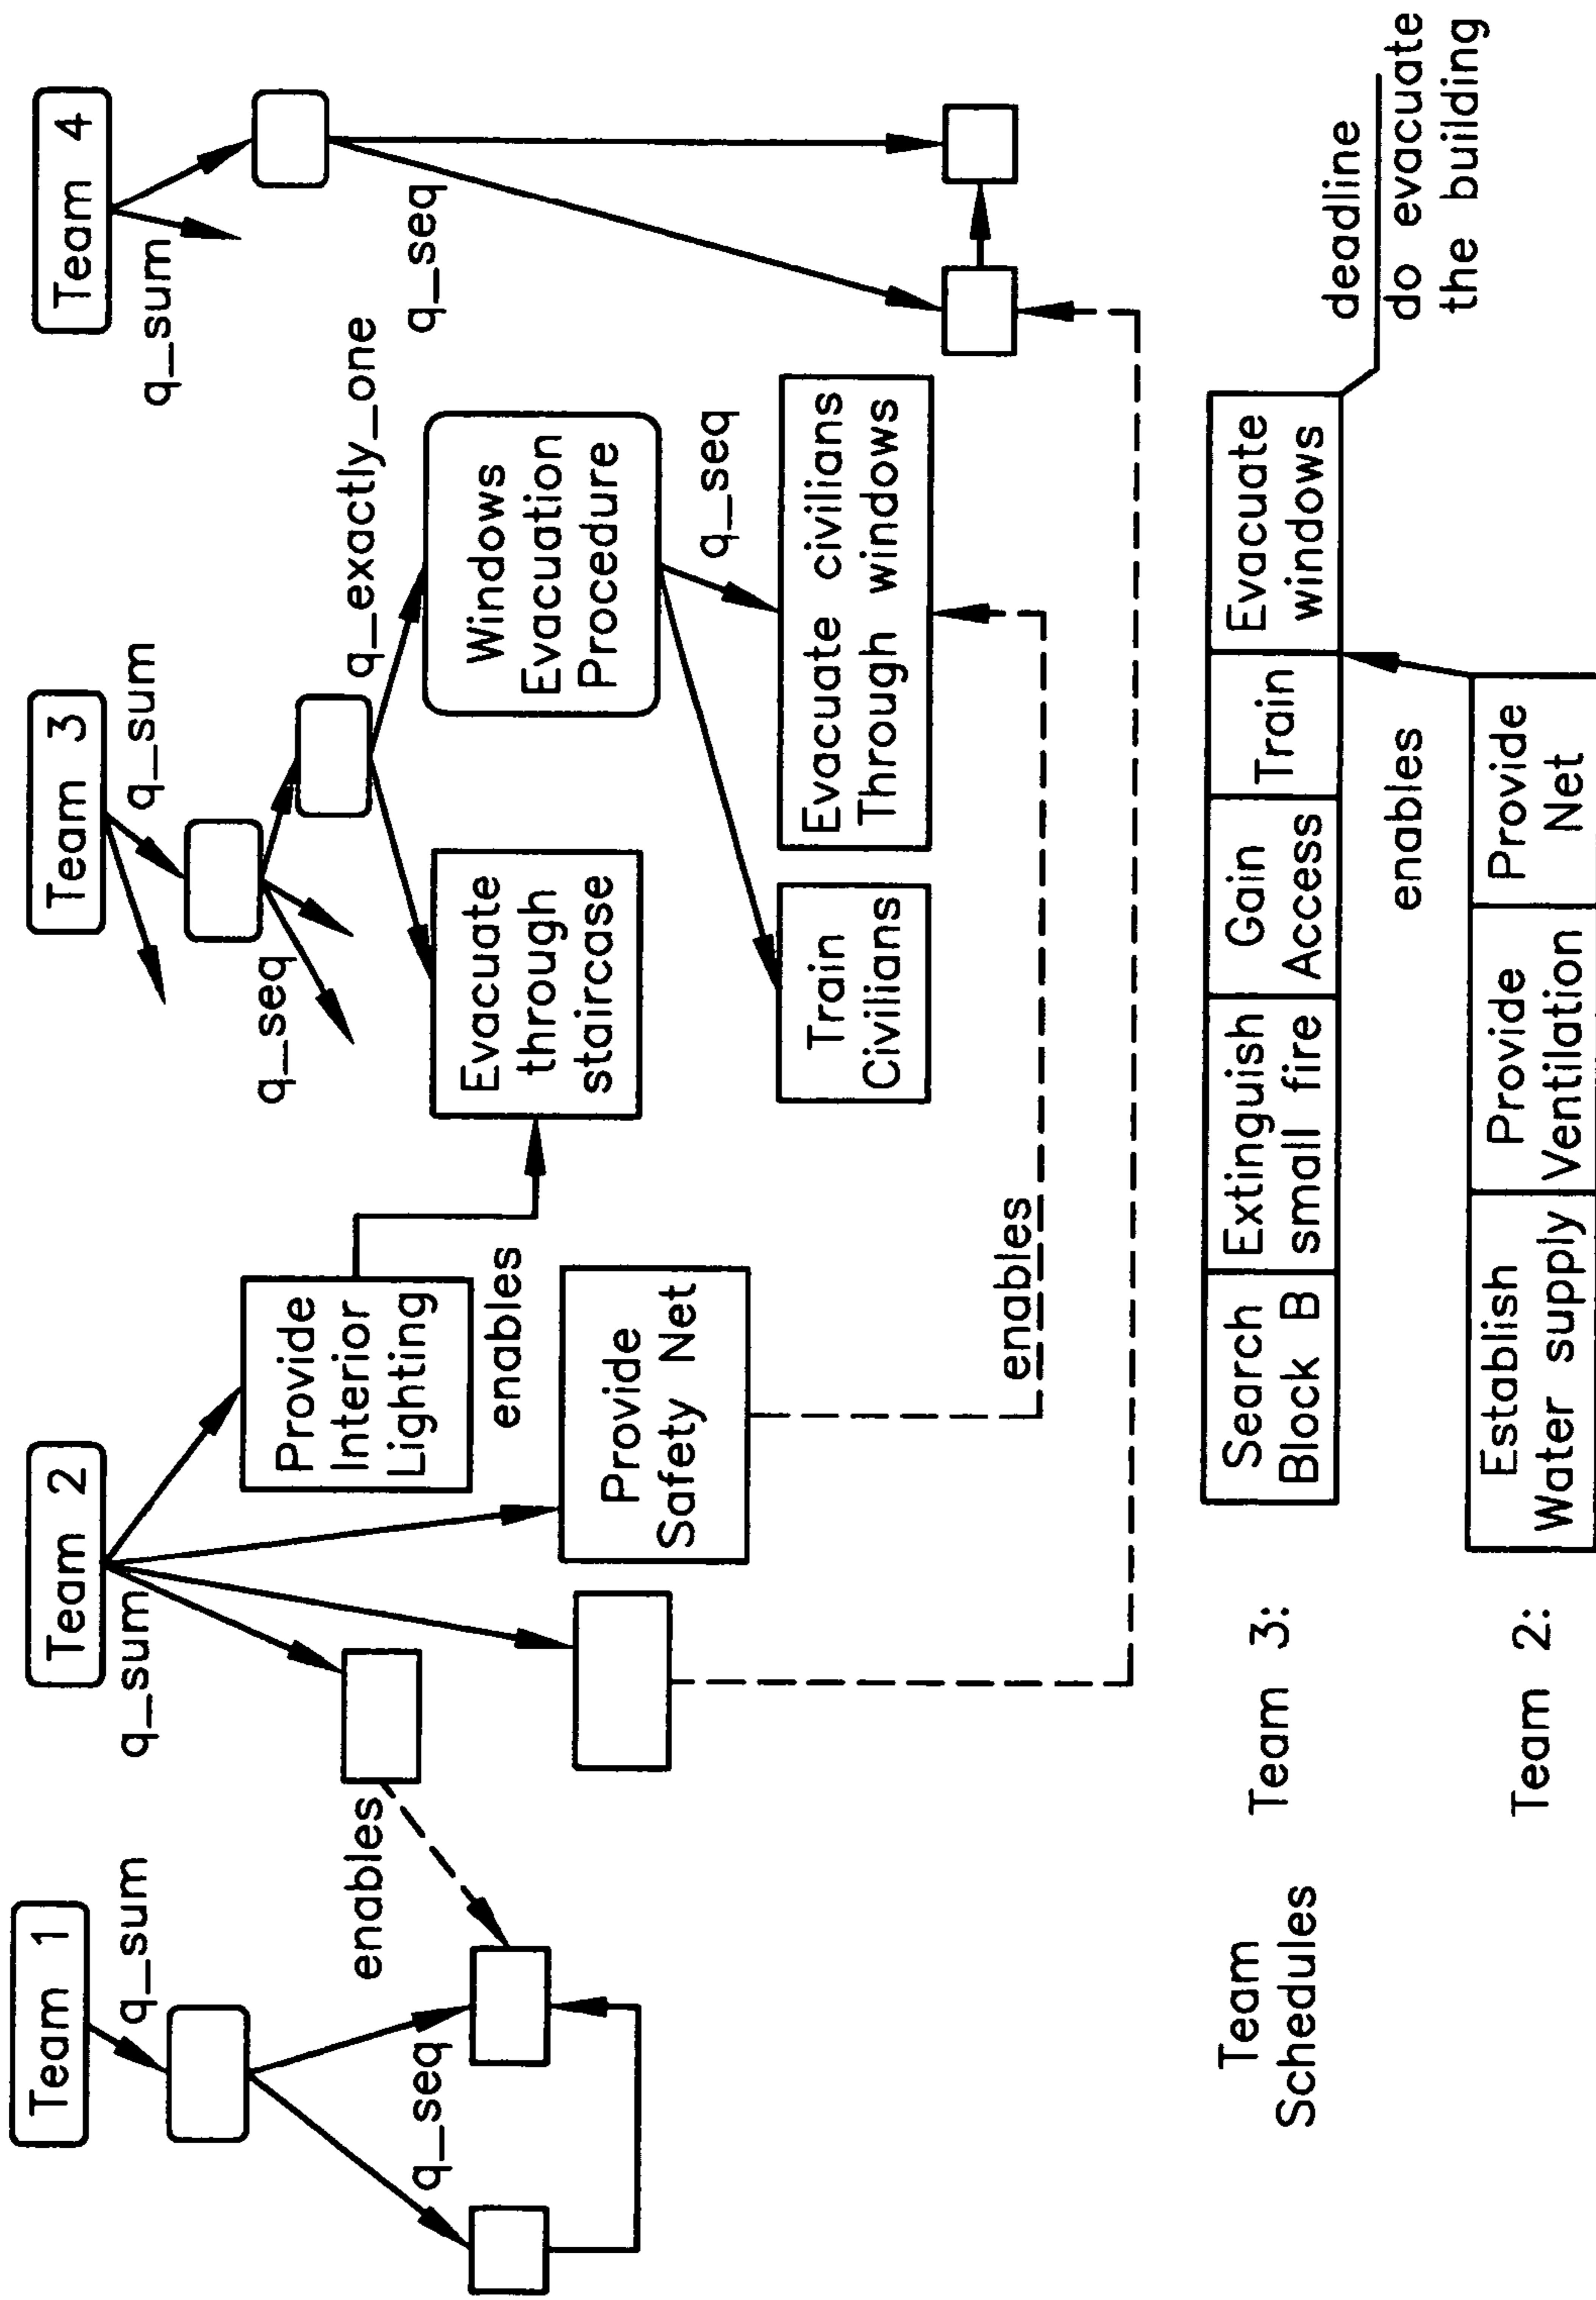 Team 1
q_sum
q_seq
enables
Team 2
q_sum
Provide
Interior
Lighting
enables
Provide
Safety Net
enables
Team 3
q_sum
q_seq
q_exactly_one
Evacuate
through
staircase
Windows
Evacuation
Procedure
q_seq
Train
Civilians
Evacuate civilians
Through windows
Team 4
q_sum
q_seq
Team
Schedules
Team 3:
Search
Block B
Extinguish
small fire
Gain
Access
Train
Evacuate
windows
deadline
do evacuate
the building
enables
Team 2:
Establish
Water supply
Provide
Ventilation
Provide
Net